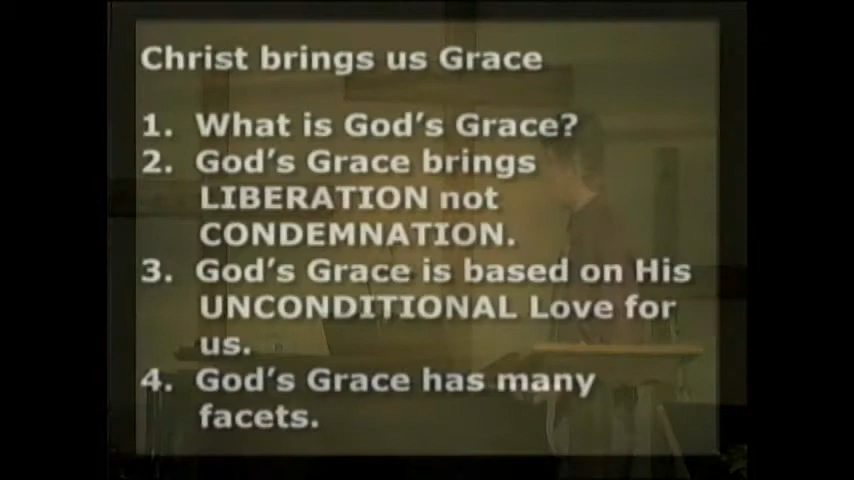 Christ brings us Grace
1. What is God's Grace?
2. God's Grace brings
LIBERATION not
CONDEMNATION.
3. God's Grace is based on His
UNCONDITIONAL Love for
us.
4. God's Grace has many
facets.